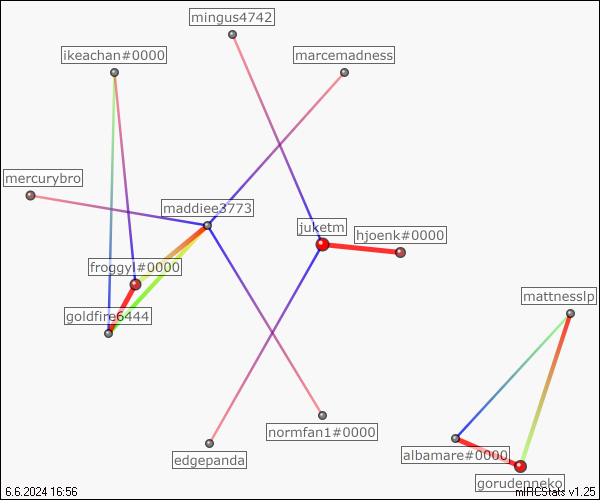 mingus4742
ikeachan#0000
marcemadness
mercurybro
maddiee3773
juketm
hjoenk#0000
froggyl#0000
goldfire6444
mattnesslp
normfan1#0000
edgepanda
albamare#0000
gorudenneko
6.6.2024 16:56
mIRCStats v1.25